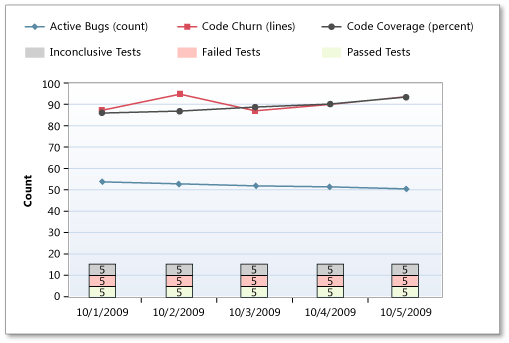 Active Bugs (count) Code Churn (lines) Code Coverage (percent)
Inconclusive Tests Failed Tests Passed Tests
100
90
80
70
60
50
40
30
20
10
0
Count
5 5 5 5 5
5 5 5 5 5
5 5 5 5 5
10/1/2009 10/2/2009 10/3/2009 10/4/2009 10/5/2009